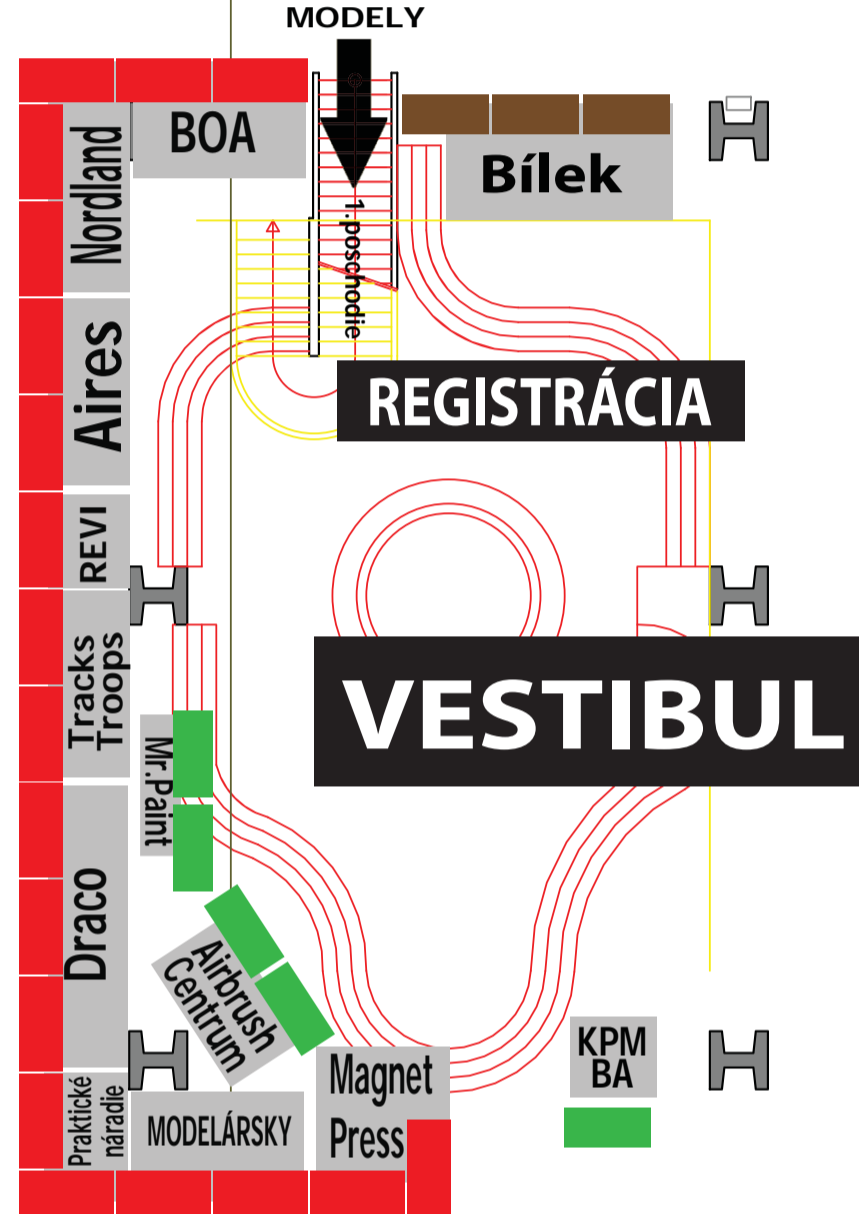 MODELY
BOA
Bílek
Nordland
1.poschodie
Aires
REGISTRÁCIA
REVI
Tracks
Troops
VESTIBUL
Mr.Paint
Draco
Airbrush
Centrum
KPM
BA
Magnet
Press
Praktické
náradie
MODELÁRSKY